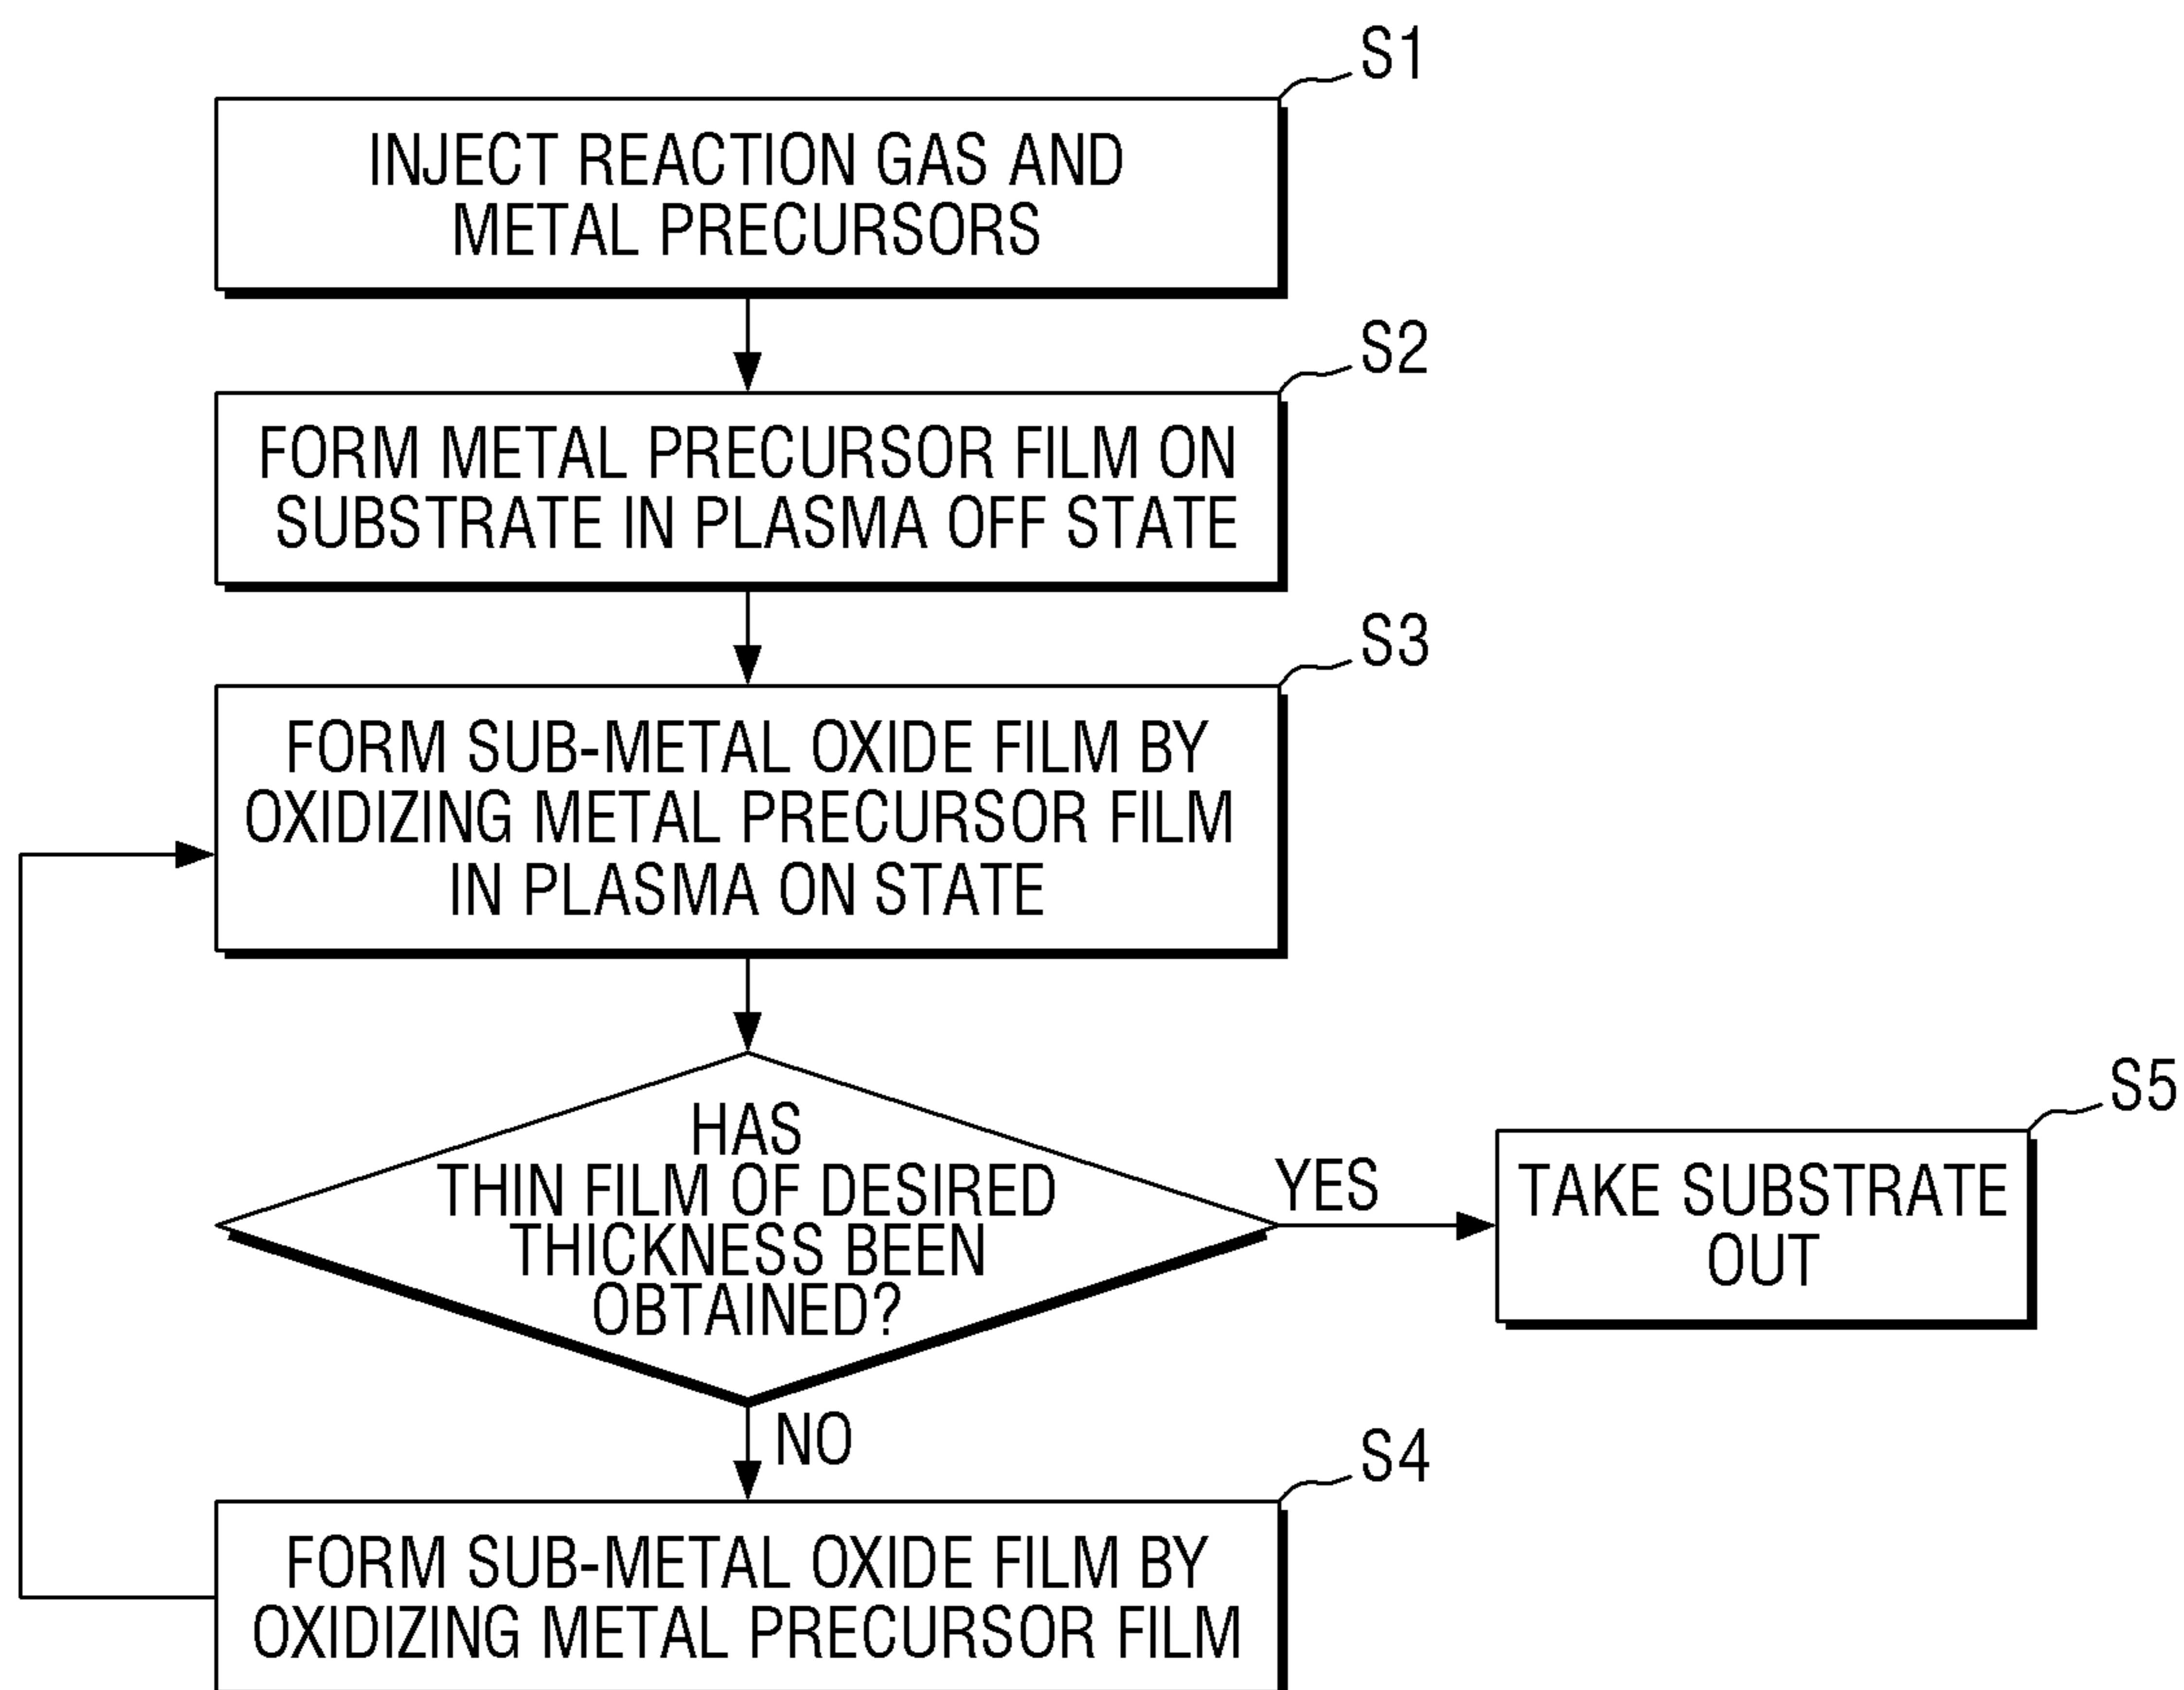 S1
INJECT REACTION GAS AND
METAL PRECURSORS
S2
FORM METAL PRECURSOR FILM ON
SUBSTRATE IN PLASMA OFF STATE
S3
FORM SUB-METAL OXIDE FILM BY
OXIDIZING METAL PRECURSOR FILM
IN PLASMA ON STATE
HAS
THIN FILM OF DESIRED
THICKNESS BEEN
OBTAINED?
YES
S5
TAKE SUBSTRATE
OUT
NO
S4
FORM SUB-METAL OXIDE FILM BY
OXIDIZING METAL PRECURSOR FILM